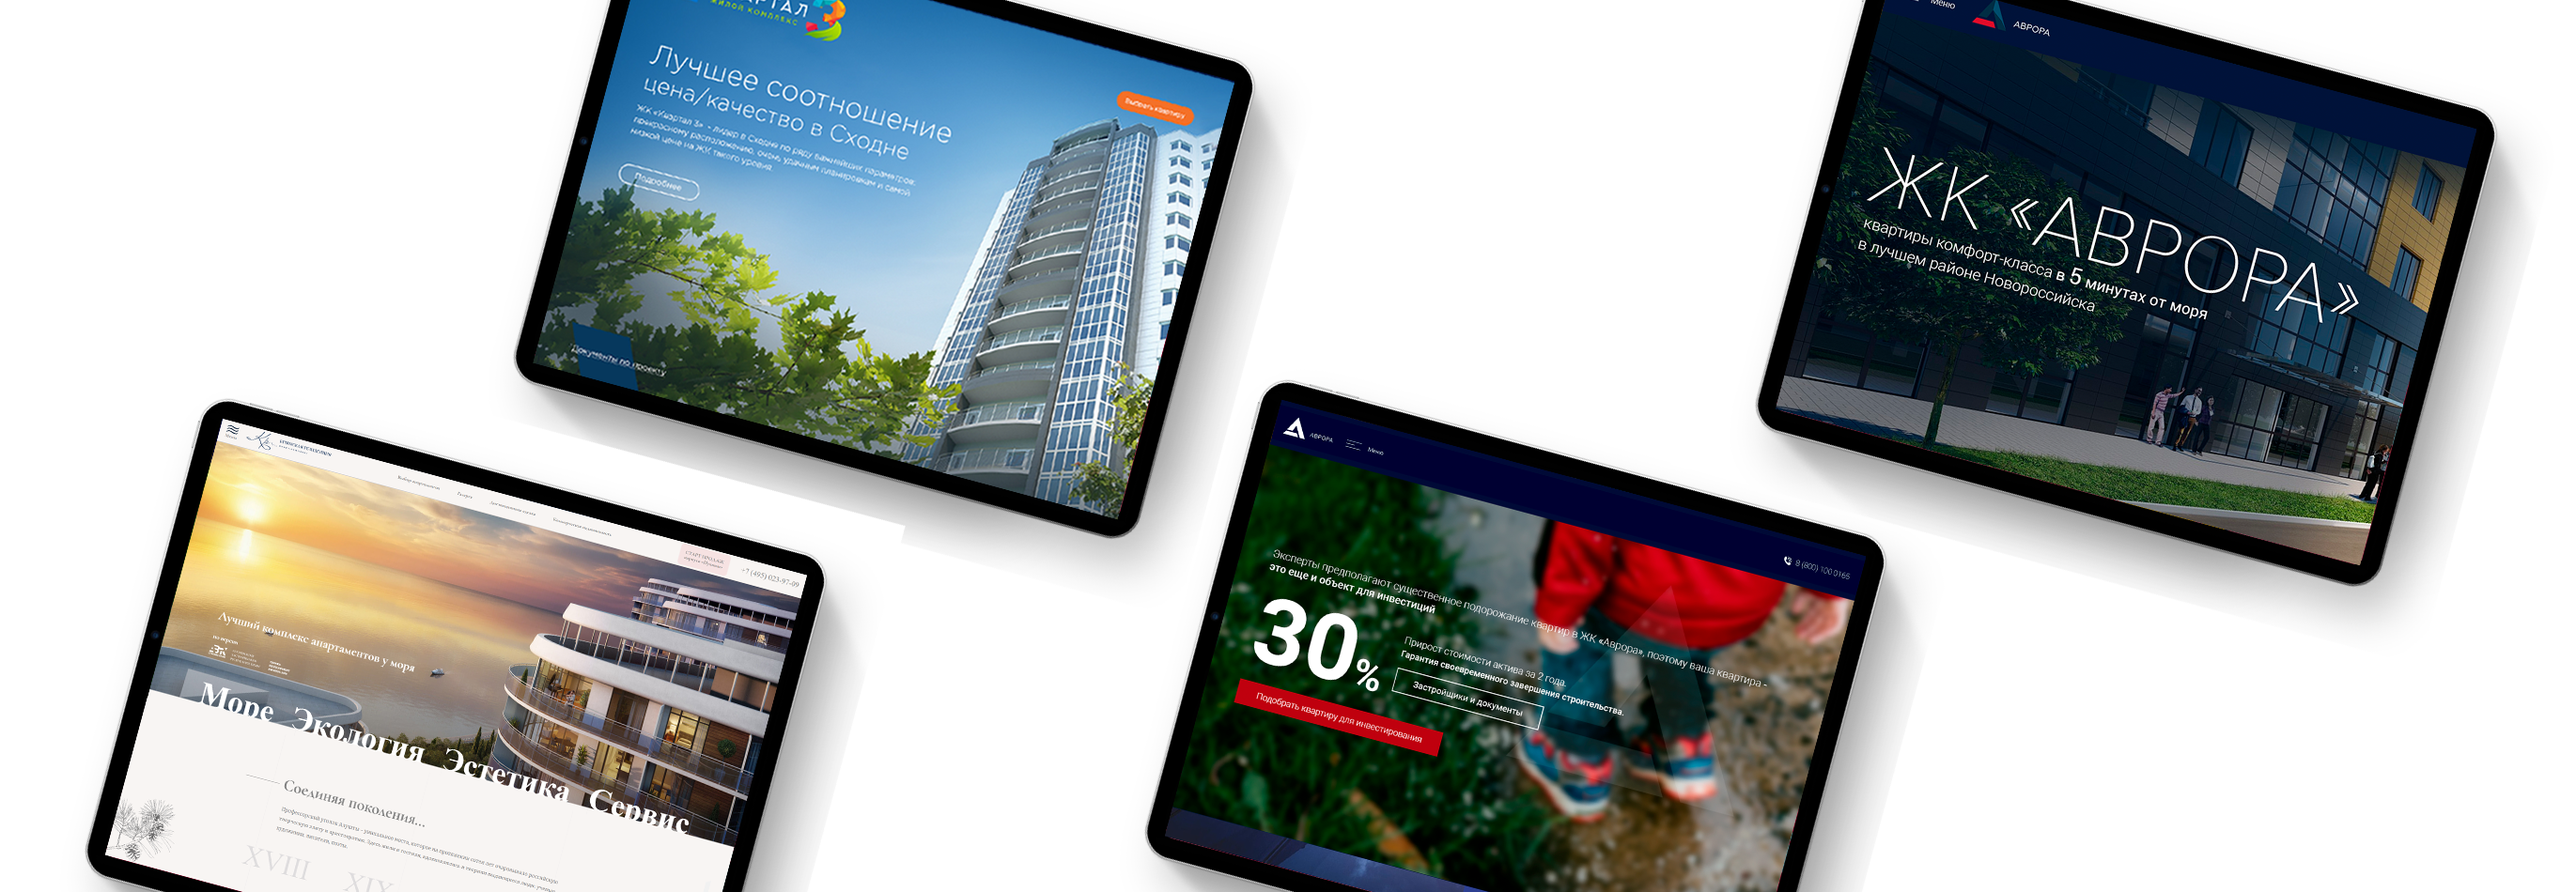 ЖИЛОЙ КОМПЛЕКС
3
Лучшее соотношение
цена/качество в Сходне
ЖК «Квартал 3» - лидер в Сходне по ряду важнейших параметров:
прекрасному расположению, очень удачным планировкам и самой
низкой цене на ЖК такого уровня.
Подробнее
Выбрать квартиру
Документы по проекту
Меню
АВРОРА
ЖК «АВРОРА»
квартиры комфорт-класса в 5 минутах от моря
в лучшем районе Новороссийска
Меню
СТАРТ ПРОДАЖ
+7 (495) 023-97-09
Лучший комплекс апартаментов у моря
по версии
Море Экология Эстетика Сервис
Соединяя поколения...
XVIII
XIX
АВРОРА
Меню
8 (800) 100 0165
Эксперты предполагают существенное подорожание квартир в ЖК «Аврора», поэтому ваша квартира -
это еще и объект для инвестиций
30%
Прирост стоимости актива за 2 года.
Гарантия своевременного завершения строительства.
Застройщики и документы
Подобрать квартиру для инвестирования